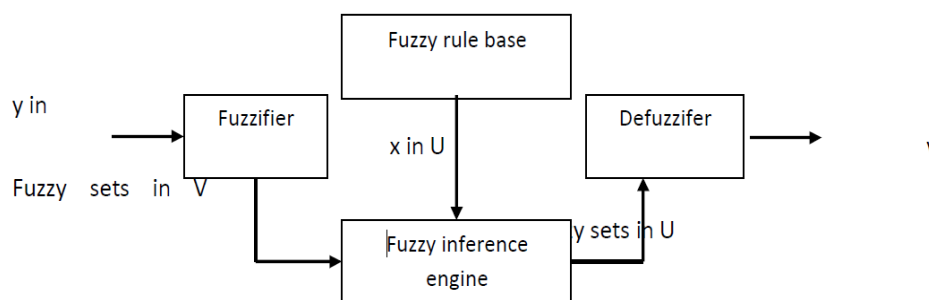 Fuzzy rule base
y in
Fuzzifier
Defuzzifer
x in U
Fuzzy sets in V
y sets in U
Fuzzy inference
engine